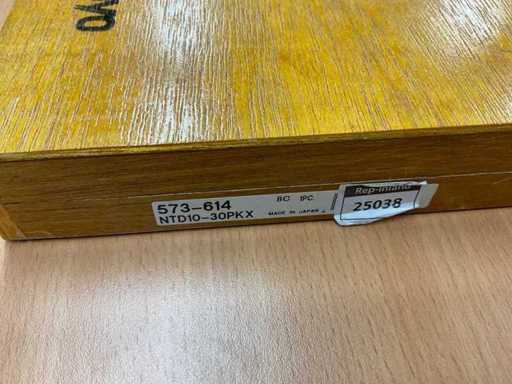 573-614 BC 1PC.
NTD10-30PKX MADE IN JAPAN
25038